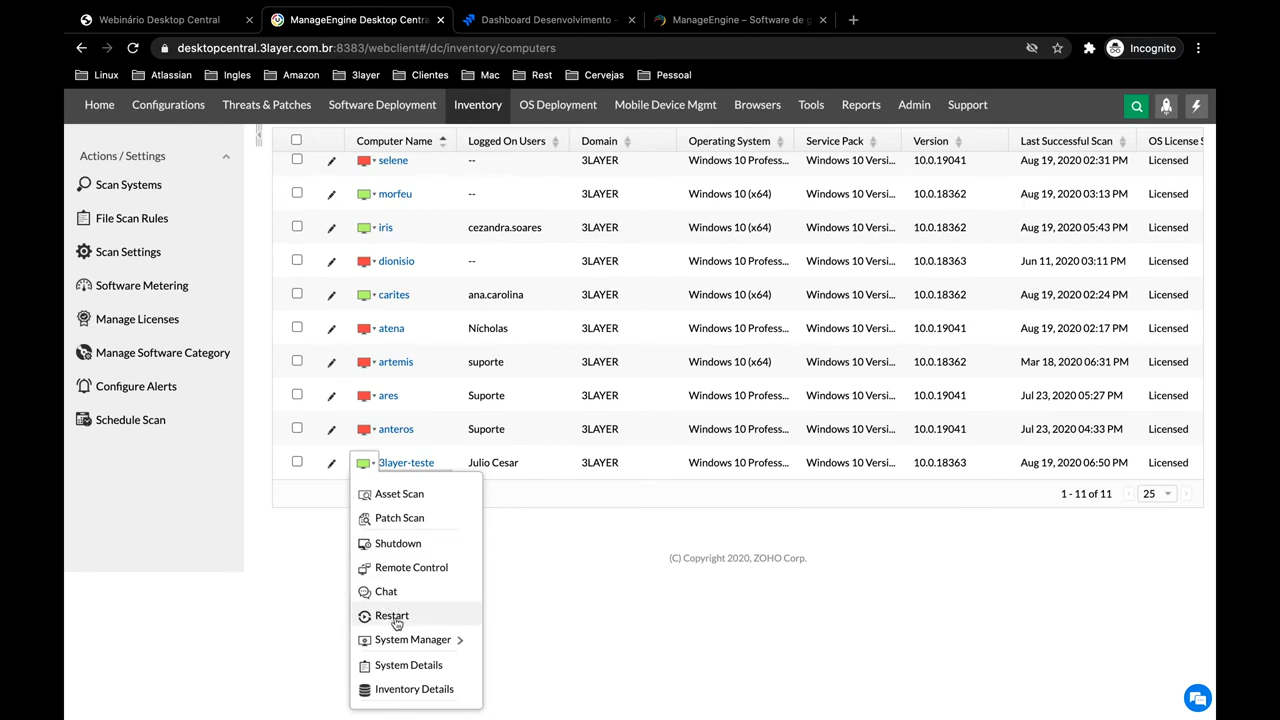 Webinário Desktop Central
ManageEngine Desktop Centra
Dashboard Desenvolvimento -
ManageEngine – Software de g
desktopcentral.3layer.com.br:8383/webclient#/dc/inventory/computers
Incognito
Linux Atlassian Ingles Amazon 3layer Clientes Mac Rest Cervejas Pessoal
Home Configurations Threats & Patches Software Deployment Inventory OS Deployment Mobile Device Mgmt Browsers Tools Reports Admin Support
Actions / Settings
Scan Systems
File Scan Rules
Scan Settings
Software Metering
Manage Licenses
Manage Software Category
Configure Alerts
Schedule Scan
Computer Name Logged On Users Domain Operating System Service Pack Version Last Successful Scan OS License S
selene -- 3LAYER Windows 10 Profess... Windows 10 Versi... 10.0.19041 Aug 19, 2020 02:31 PM Licensed
morfeu -- 3LAYER Windows 10 (x64) Windows 10 Versi... 10.0.18362 Aug 19, 2020 03:13 PM Licensed
iris cezandra.soares 3LAYER Windows 10 (x64) Windows 10 Versi... 10.0.18362 Aug 19, 2020 05:43 PM Licensed
dionisio -- 3LAYER Windows 10 Profess... Windows 10 Versi... 10.0.18363 Jun 11, 2020 03:11 PM Licensed
carites ana.carolina 3LAYER Windows 10 (x64) Windows 10 Versi... 10.0.18362 Aug 19, 2020 02:24 PM Licensed
atena Nícholas 3LAYER Windows 10 Profess... Windows 10 Versi... 10.0.19041 Aug 19, 2020 02:17 PM Licensed
artemis suporte 3LAYER Windows 10 (x64) Windows 10 Versi... 10.0.18362 Mar 18, 2020 06:31 PM Licensed
ares Suporte 3LAYER Windows 10 Profess... Windows 10 Versi... 10.0.19041 Jul 23, 2020 05:27 PM Licensed
anteros Suporte 3LAYER Windows 10 Profess... Windows 10 Versi... 10.0.19041 Jul 23, 2020 04:33 PM Licensed
3layer-teste Julio Cesar 3LAYER Windows 10 Profess... Windows 10 Versi... 10.0.18363 Aug 19, 2020 06:50 PM Licensed
1 - 11 of 11 25
Asset Scan
Patch Scan
Shutdown
Remote Control
Chat
Restart
System Manager
System Details
Inventory Details
(C) Copyright 2020, ZOHO Corp.